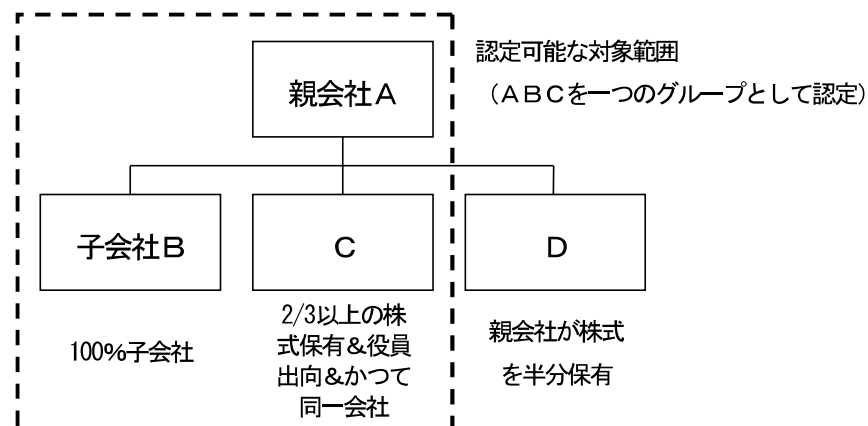 認定可能な対象範囲
（ＡＢＣを一つのグループとして認定）
親会社Ａ
子会社Ｂ
Ｃ
Ｄ
100％子会社
2/3以上の株
式保有＆役員
出向＆かつて
同一会社
親会社が株式
を半分保有